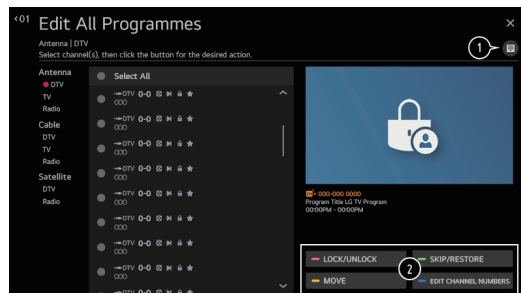 <01 Edit All Programmes
Antenna | DTV
Select channel(s), then click the button for the desired action.
1
Antenna
DTV
TV
Radio
Cable
DTV
TV
Radio
Satellite
DTV
Radio
Select All
DTV 0-0
000
DTV 0-0
000
DTV 0-0
000
DTV 0-0
000
DTV 0-0
000
DTV 0-0
000
DTV 0-0
000
DTV 0-0
000
DTV 0-0
000-000 0000
Program Title LG TV Program
00:00PM - 00:00PM
LOCK/UNLOCK
SKIP/RESTORE
2
MOVE
EDIT CHANNEL NUMBERS